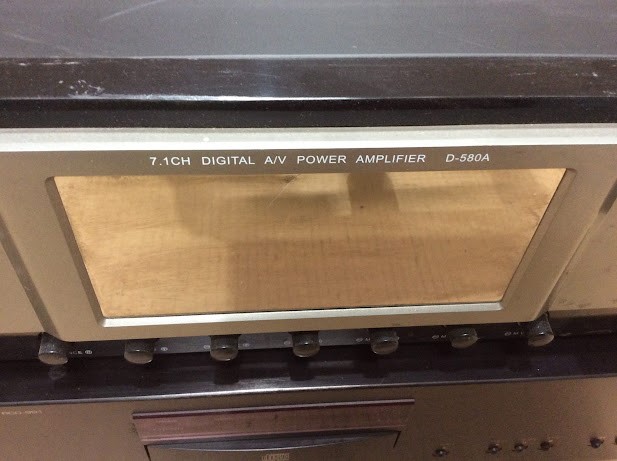 7.1CH DIGITAL A/V POWER AMPLIFIER D-580A